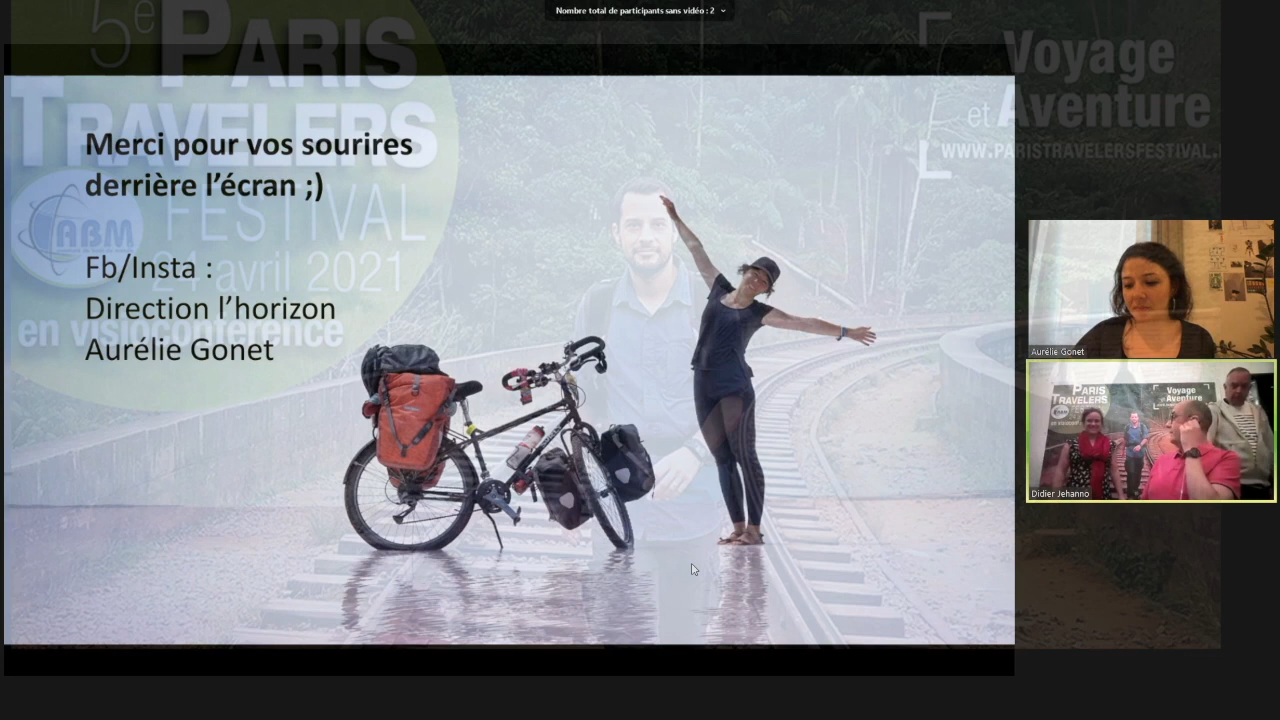 Nombre total de participants sans vidéo : 2
5e PARIS
TRAVELERS
FESTIVAL
ABM
24 avril 2021
en visioconférence
Voyage
et Aventure
WWW.PARISTRAVELERSFESTIVAL.
Merci pour vos sourires
derrière l'écran ;)
Fb/Insta :
Direction l'horizon
Aurélie Gonet
Aurélie Gonet
PARIS
TRAVELERS
ABM
Voyage
et Aventure
Didier Jehanno